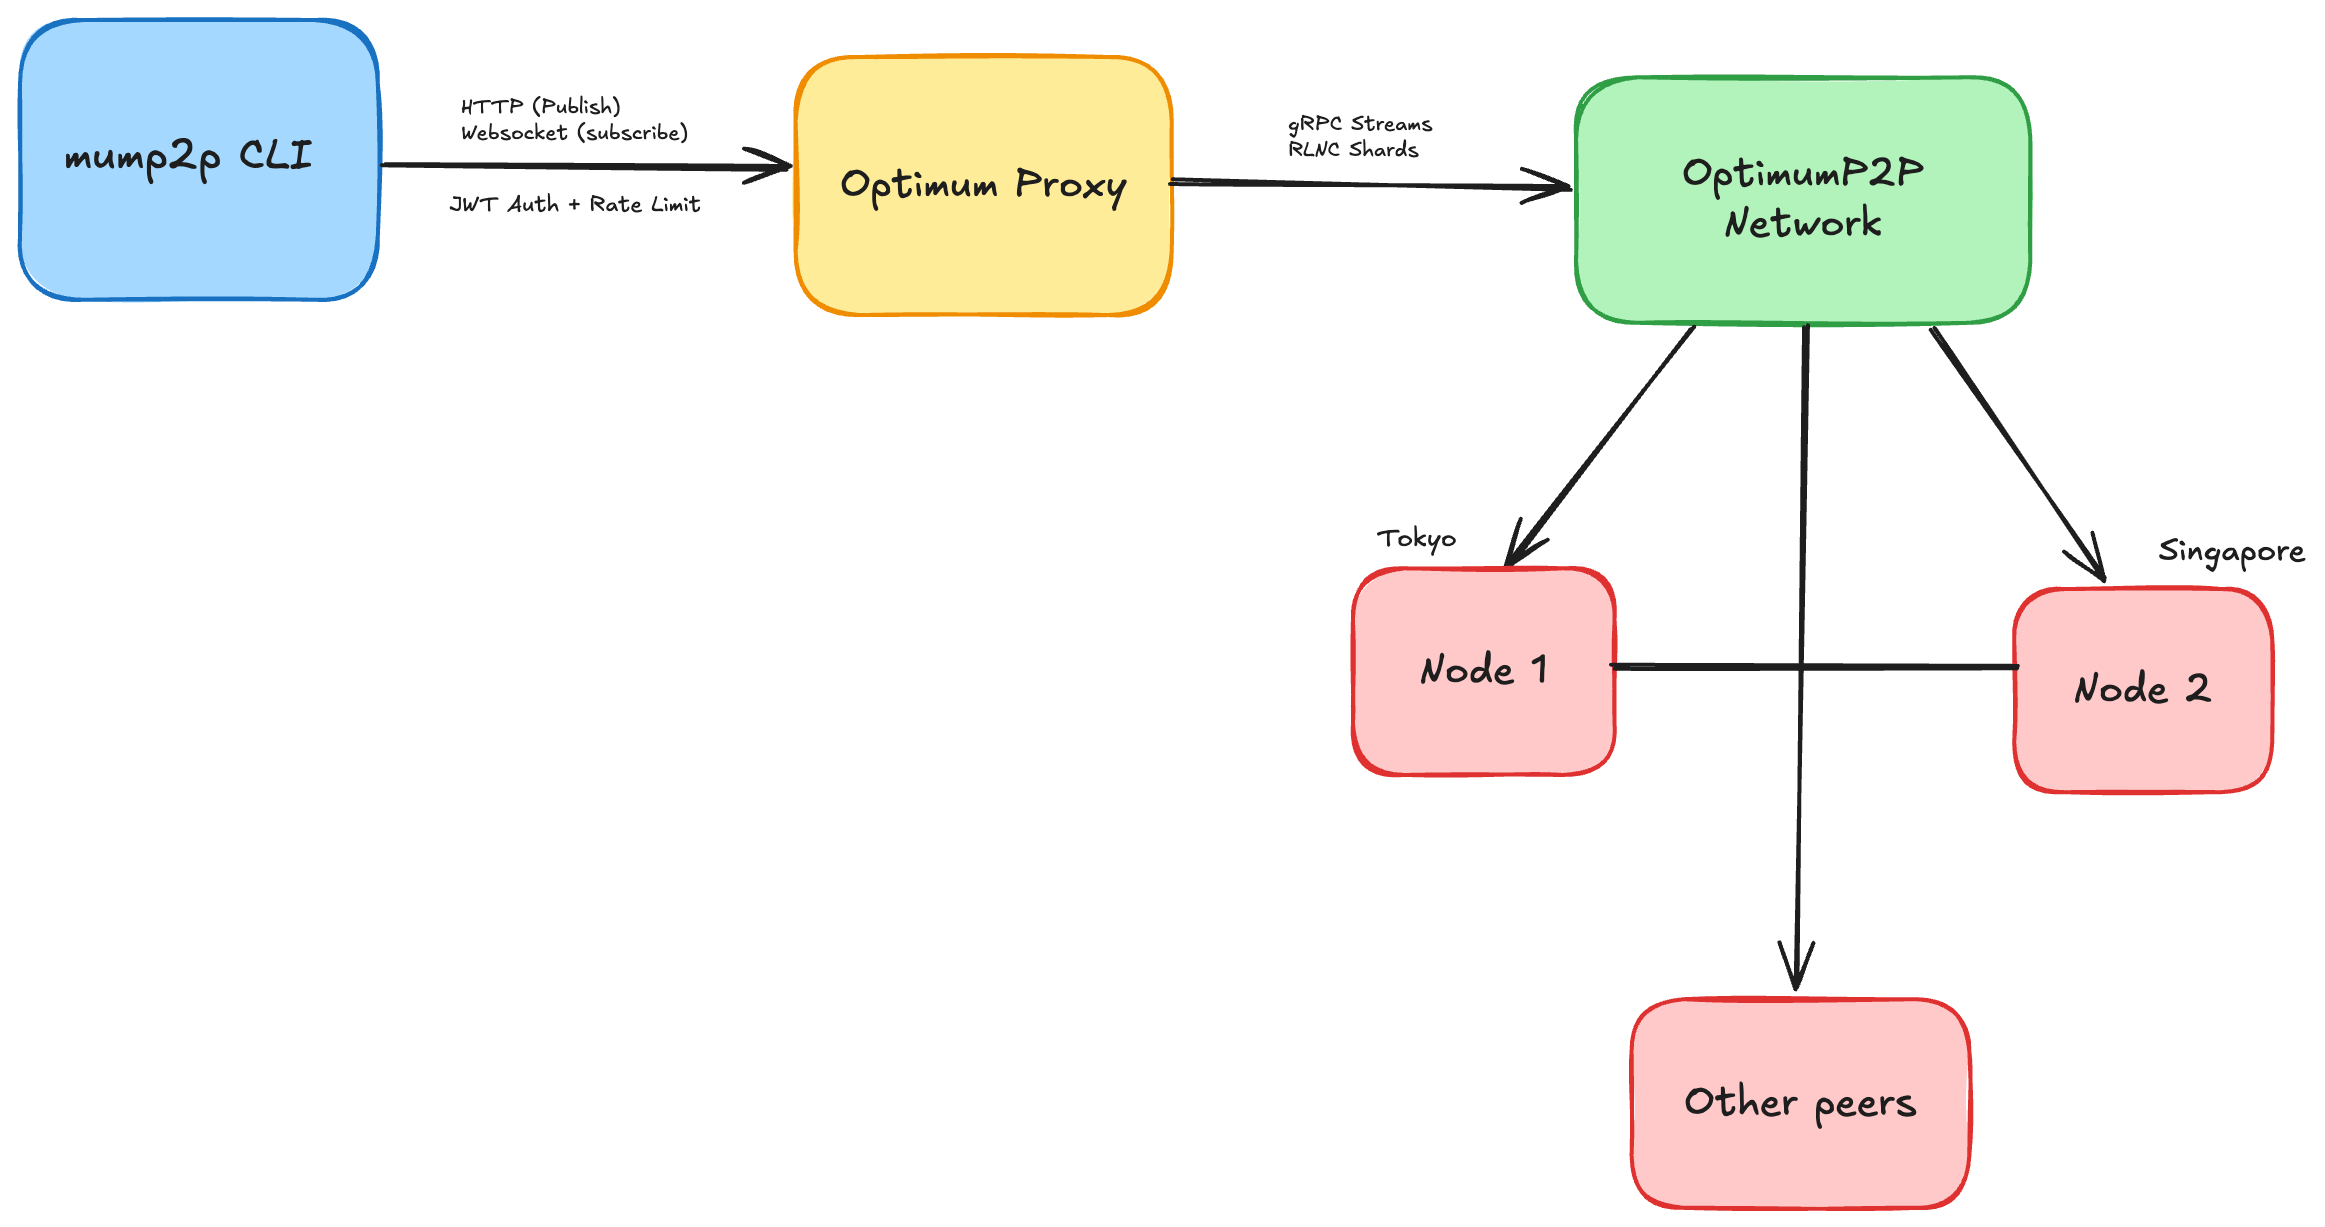 mump2p CLI
HTTP (Publish)
Websocket (subscribe)
JWT Auth + Rate Limit
Optimum Proxy
gRPC Streams
RLNC Shards
OptimumP2P
Network
Tokyo
Singapore
Node 1
Node 2
Other peers